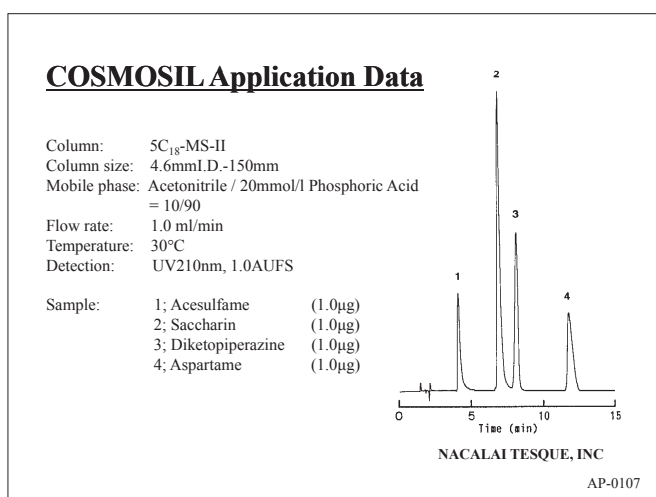 COSMOSIL Application Data
Column: 5C18-MS-II
Column size: 4.6mmI.D.-150mm
Mobile phase: Acetonitrile / 20mmol/l Phosphoric Acid
= 10/90
Flow rate: 1.0 ml/min
Temperature: 30°C
Detection: UV210nm, 1.0AUFS
Sample: 1; Acesulfame (1.0μg)
2; Saccharin (1.0μg)
3; Diketopiperazine (1.0μg)
4; Aspartame (1.0μg)
2
3
1
4
0 5 10 15
Time (min)
NACALAI TESQUE, INC
AP-0107